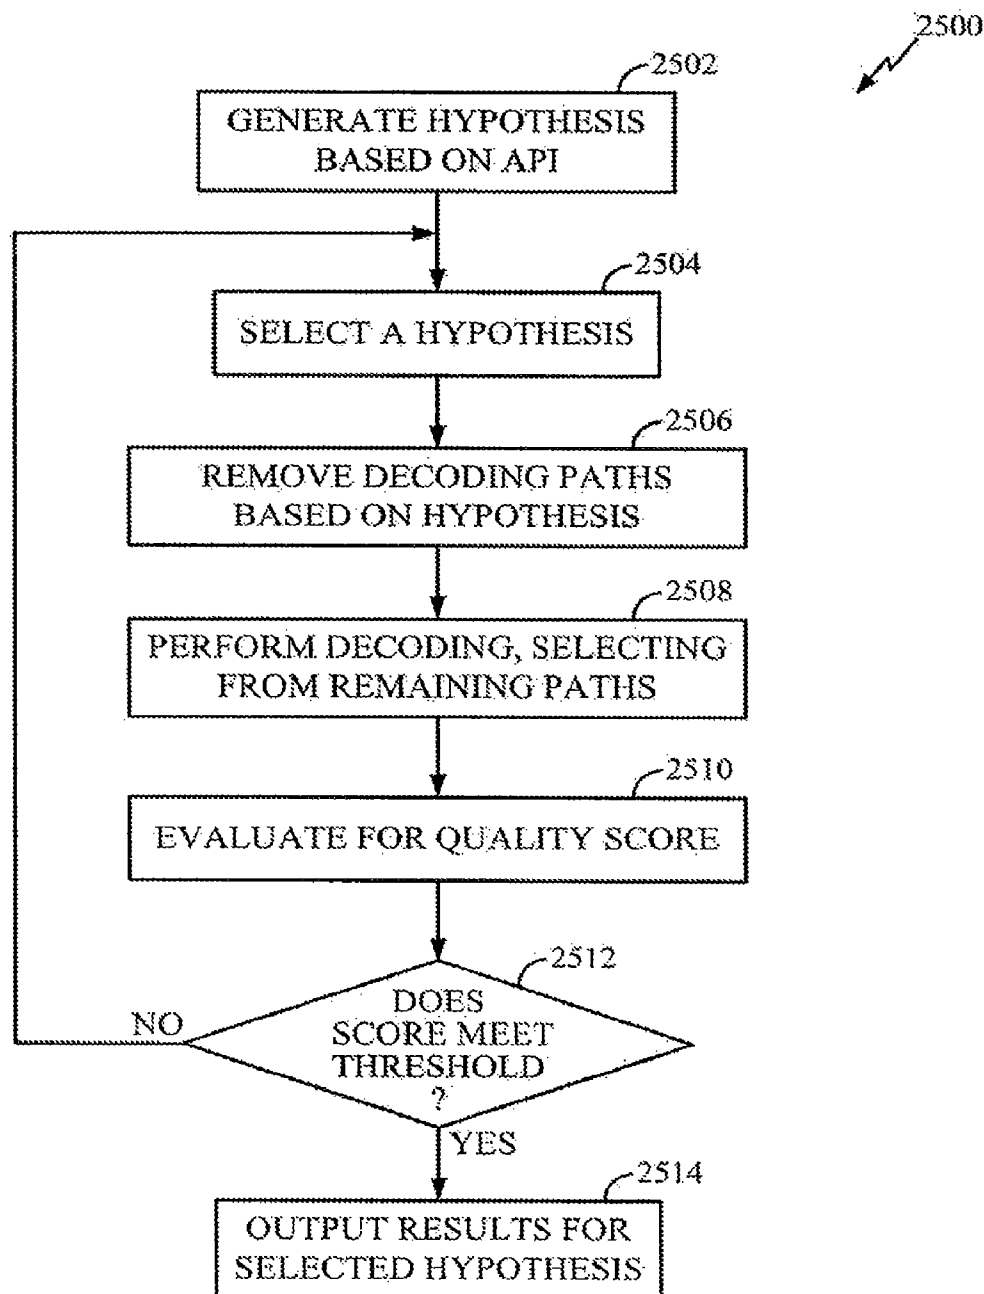 2500
2502
GENERATE HYPOTHESIS
BASED ON API
2504
SELECT A HYPOTHESIS
2506
REMOVE DECODING PATHS
BASED ON HYPOTHESIS
2508
PERFORM DECODING, SELECTING
FROM REMAINING PATHS
2510
EVALUATE FOR QUALITY SCORE
2512
DOES
SCORE MEET
THRESHOLD
?
NO
YES
2514
OUTPUT RESULTS FOR
SELECTED HYPOTHESIS